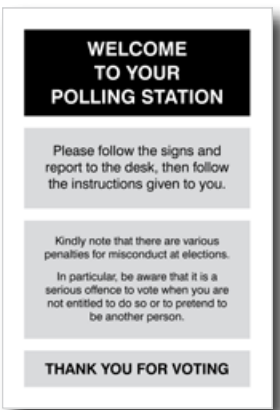 WELCOME
TO YOUR
POLLING STATION
Please follow the signs and
report to the desk, then follow
the instructions given to you.
Kindly note that there are various
penalties for misconduct at elections.
In particular, be aware that it is a
serious offence to vote when you are
not entitled to do so or to pretend to
be another person.
THANK YOU FOR VOTING